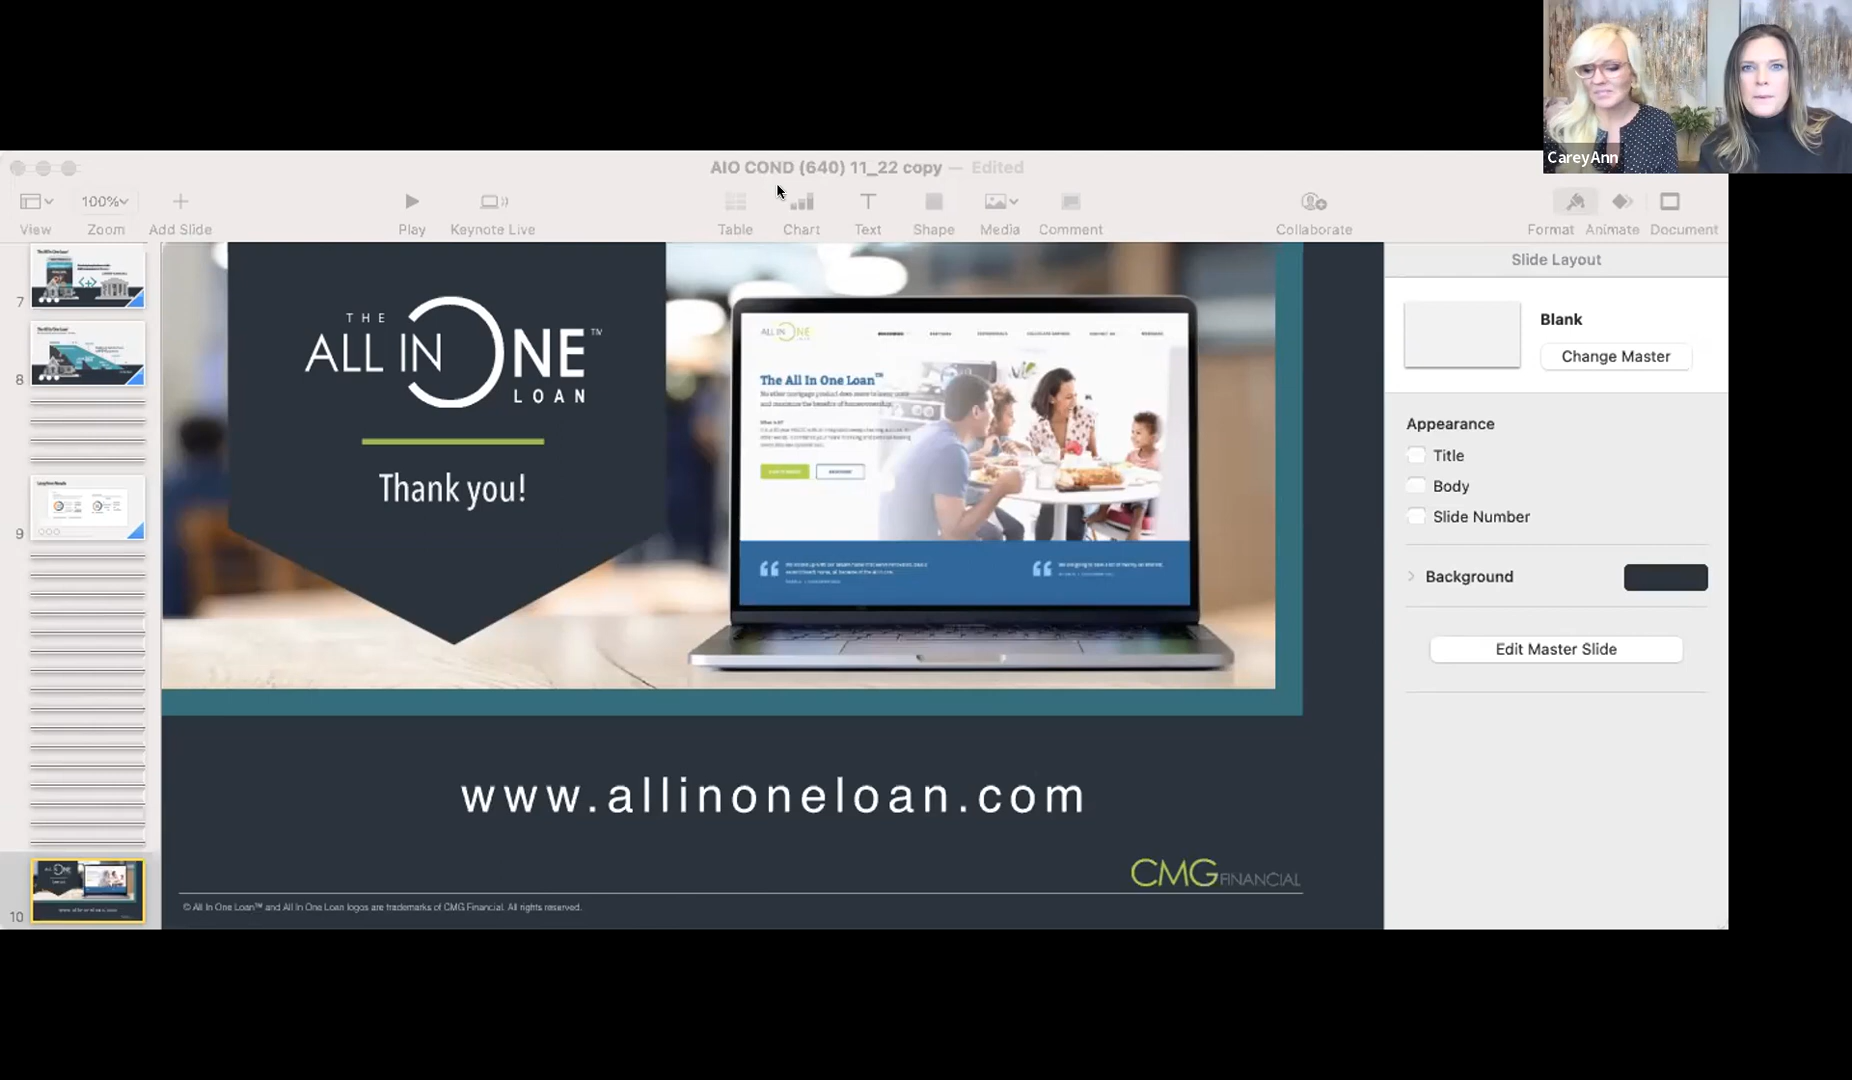 CareyAnn
AIO COND (640) 11_22 copy — Edited
100%
View
Zoom
Add Slide
Play
Keynote Live
Table
Chart
Text
Shape
Media
Comment
Collaborate
Format
Animate
Document
7
8
9
10
THE
ALL IN ONE™
LOAN
Thank you!
ALL IN ONE
The All In One Loan™
www.allinoneloan.com
CMG FINANCIAL
© All In One Loan™ and All In One Loan logos are trademarks of CMG Financial. All rights reserved.
Slide Layout
Blank
Change Master
Appearance
Title
Body
Slide Number
Background
Edit Master Slide